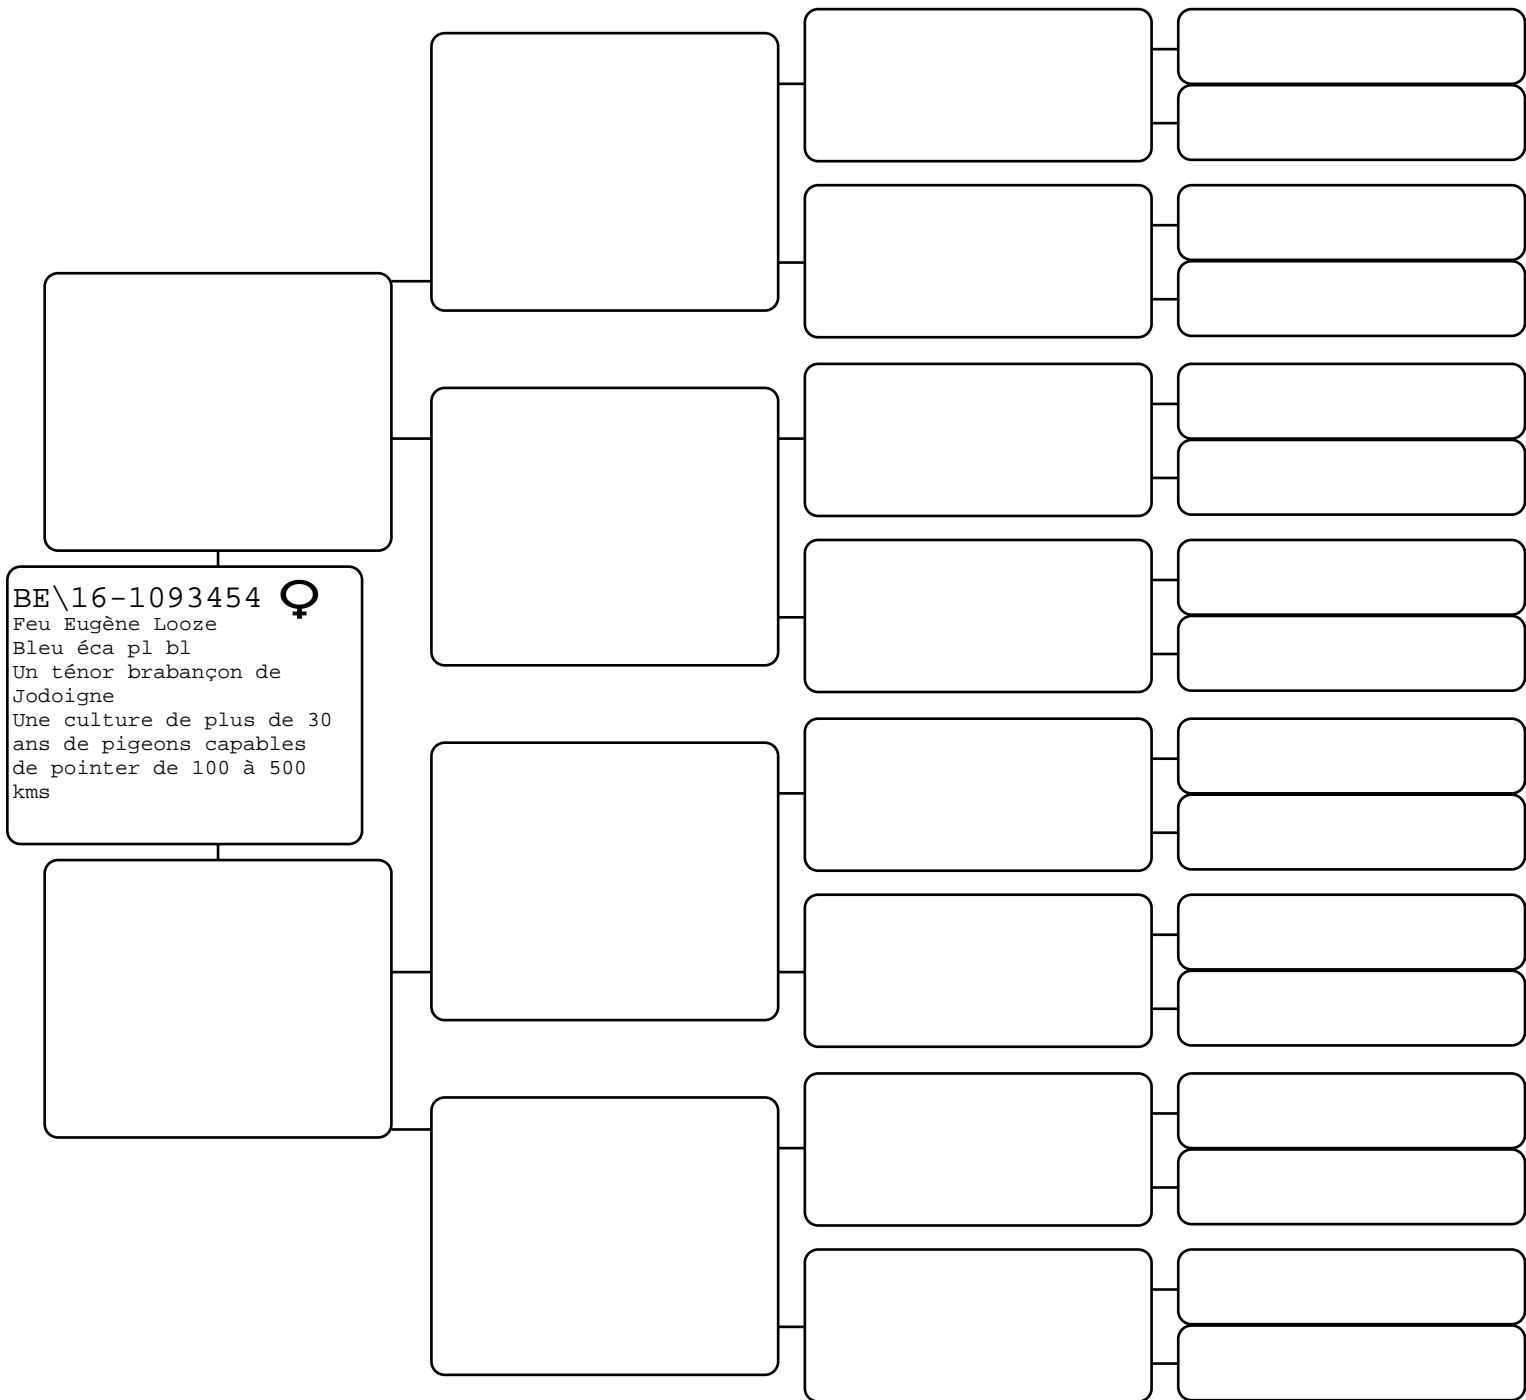 BE\16-1093454 ♀
Feu Eugène Looze
Bleu éca pl bl
Un ténor brabançon de
Jodoigne
Une culture de plus de 30
ans de pigeons capables
de pointer de 100 à 500
kms